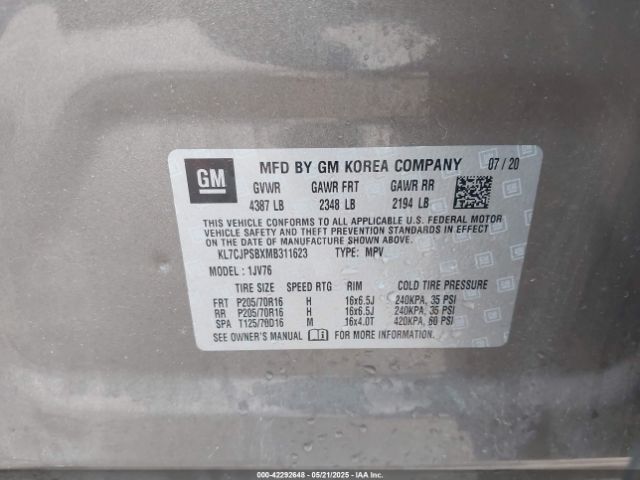 GM MFD BY GM KOREA COMPANY 07 / 20
GVWR GAWR FRT GAWR RR
4387 LB 2348 LB 2194 LB
THIS VEHICLE CONFORMS TO ALL APPLICABLE U.S. FEDERAL MOTOR
VEHICLE SAFETY AND THEFT PREVENTION STANDARDS IN EFFECT
ON THE DATE OF MANUFACTURE SHOWN ABOVE.
KL7CJPSBXMB311623 TYPE: MPV
MODEL : 1JV76
TIRE SIZE SPEED RTG RIM COLD TIRE PRESSURE
FRT P205/70R16 H 16x6.5J 240KPA, 35 PSI
RR P205/70R16 H 16x6.5J 240KPA, 35 PSI
SPA T125/70D16 M 16x4.0T 420KPA, 60 PSI
SEE OWNER'S MANUAL FOR MORE INFORMATION
000-42292648 - 05/21/2025 - IAAI.com